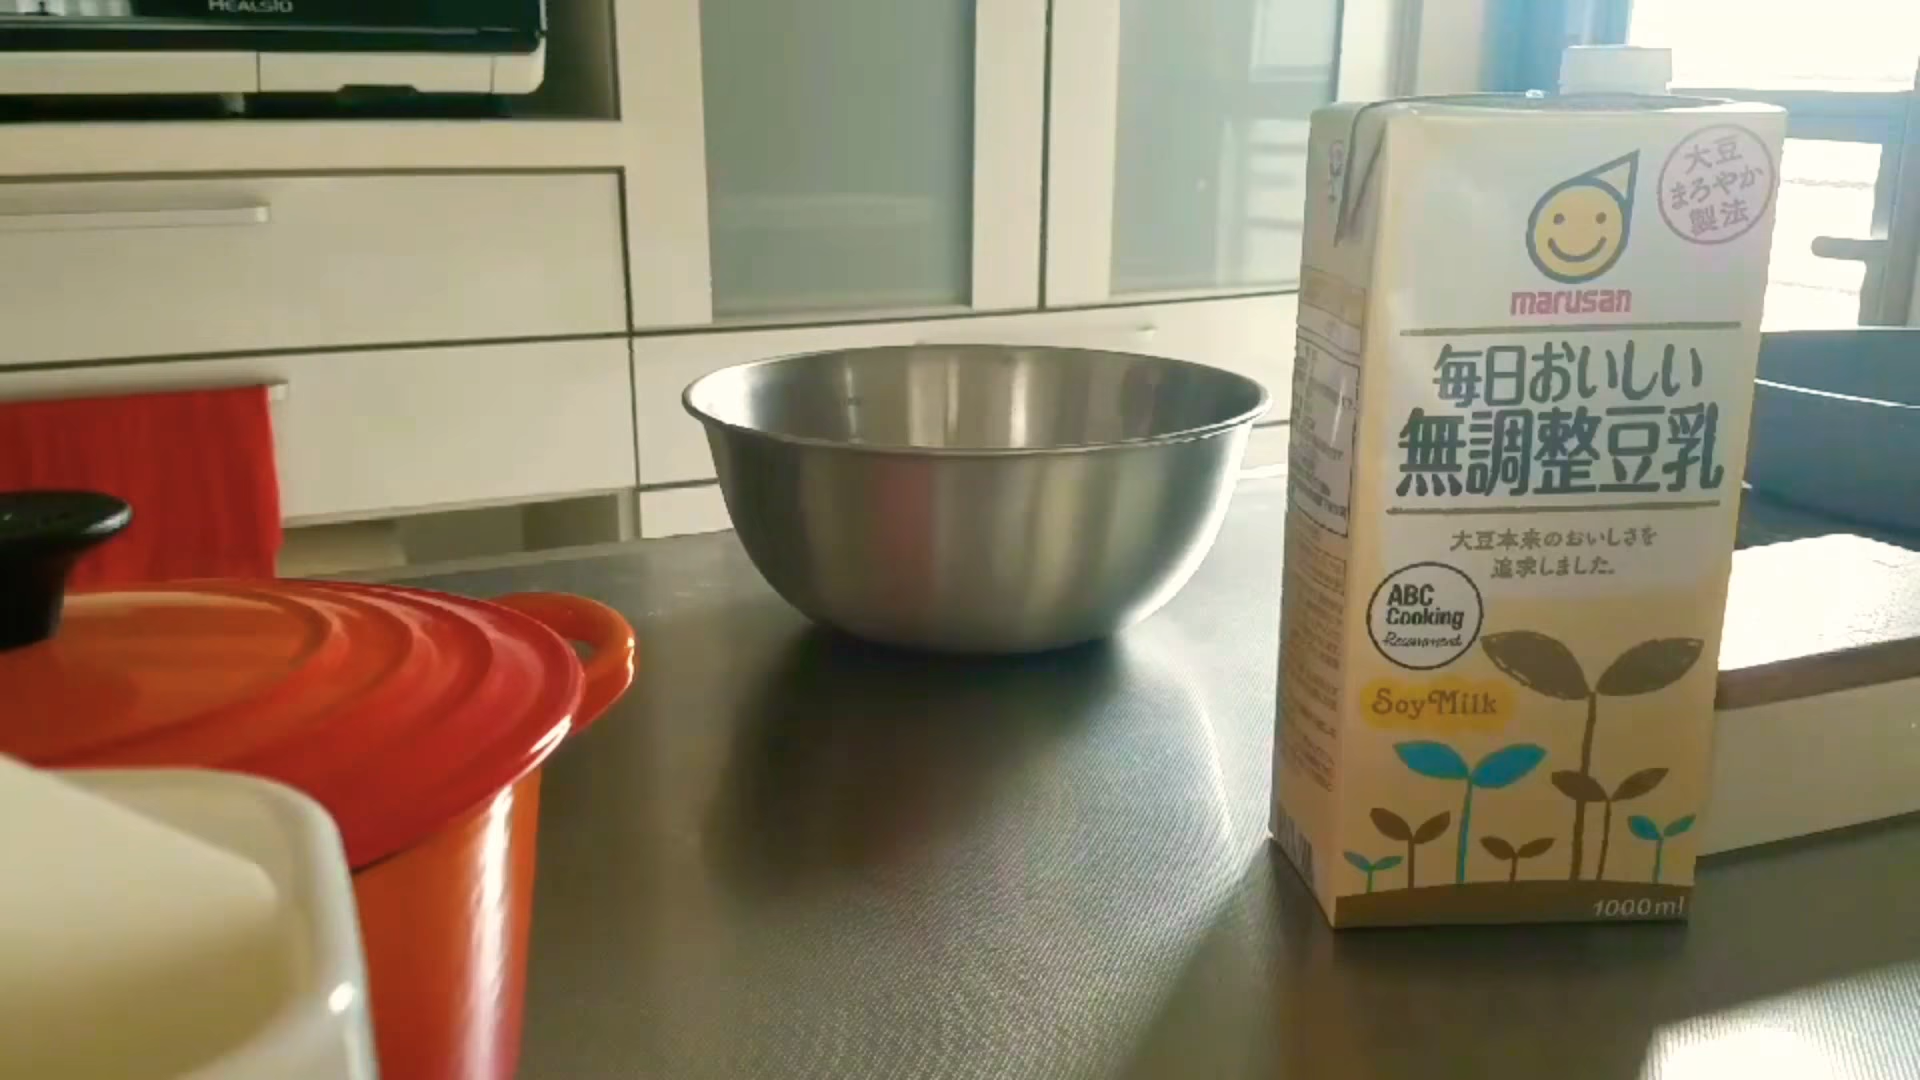 HEALSIO
大豆
まろやか
製法
marusan
毎日おいしい
無調整豆乳
大豆本来のおいしさを
追求しました。
ABC
Cooking
Recommend
Soy Milk
1000ml